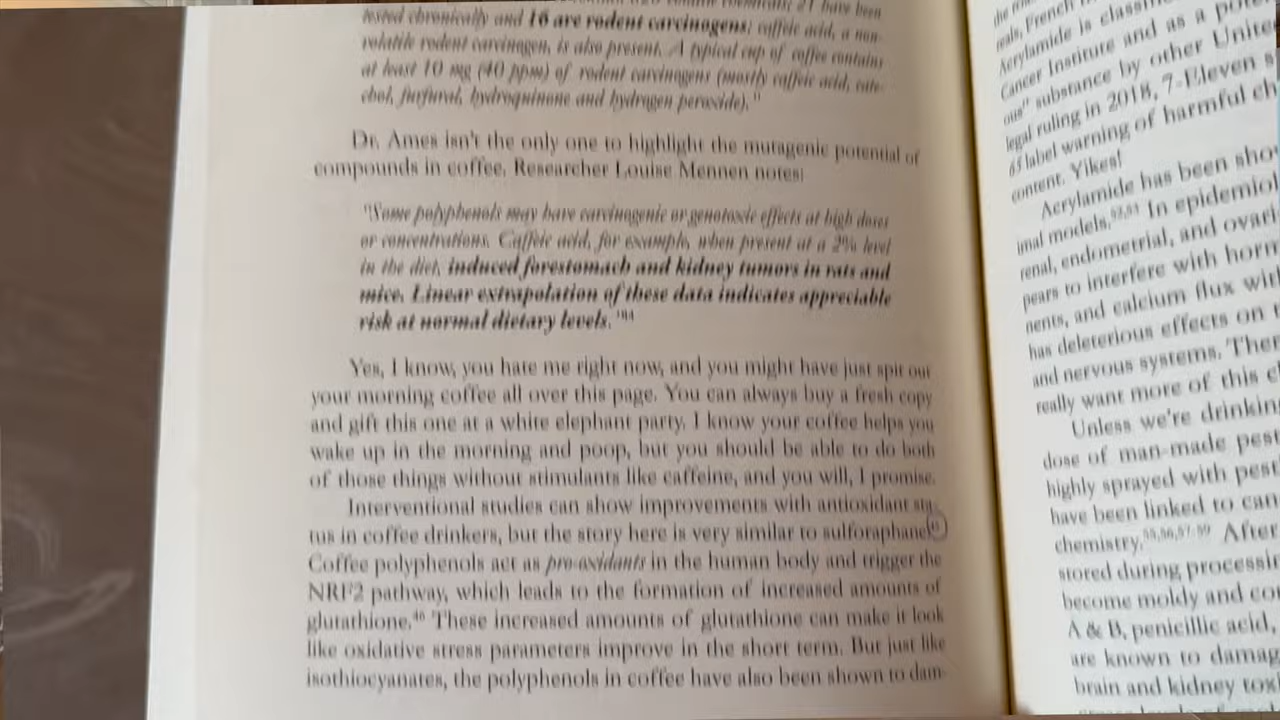 tested chronically and 16 are rodent carcinogens; caffeic acid, a non-
volatile rodent carcinogen, is also present. A typical cup of coffee contains
at least 10 mg (40 ppm) of rodent carcinogens (mostly caffeic acid, cate-
chol, furfural, hydroquinone and hydrogen peroxide)."
Dr. Ames isn't the only one to highlight the mutagenic potential of
compounds in coffee. Researcher Louise Mennen notes:
"Some polyphenols may have carcinogenic or genotoxic effects at high doses
or concentrations. Caffeic acid, for example, when present at a 2% level
in the diet, induced forestomach and kidney tumors in rats and
mice. Linear extrapolation of these data indicates appreciable
risk at normal dietary levels."
Yes, I know, you hate me right now, and you might have just spit out
your morning coffee all over this page. You can always buy a fresh copy
and gift this one at a white elephant party. I know your coffee helps you
wake up in the morning and poop, but you should be able to do both
of those things without stimulants like caffeine, and you will, I promise.
Interventional studies can show improvements with antioxidant sta-
tus in coffee drinkers, but the story here is very similar to sulforaphane.
Coffee polyphenols act as pro-oxidants in the human body and trigger the
NRF2 pathway, which leads to the formation of increased amounts of
glutathione.⁴⁶ These increased amounts of glutathione can make it look
like oxidative stress parameters improve in the short term. But just like
isothiocyanates, the polyphenols in coffee have also been shown to dam-
Acrylamide is classi
Cancer Institute and as a pote
ous" substance by other Unite
legal ruling in 2018, 7-Eleven s
65 label warning of harmful ch
content. Yikes!
Acrylamide has been sho
imal models. In epidemiol
renal, endometrial, and ovari
pears to interfere with horm
nents, and calcium flux wit
has deleterious effects on
and nervous systems. Ther
really want more of this c
Unless we're drinkin
dose of man-made pest
highly sprayed with pest
have been linked to can
chemistry. After
stored during processi
become moldy and co
A & B, penicillic acid,
are known to damag
brain and kidney toxi